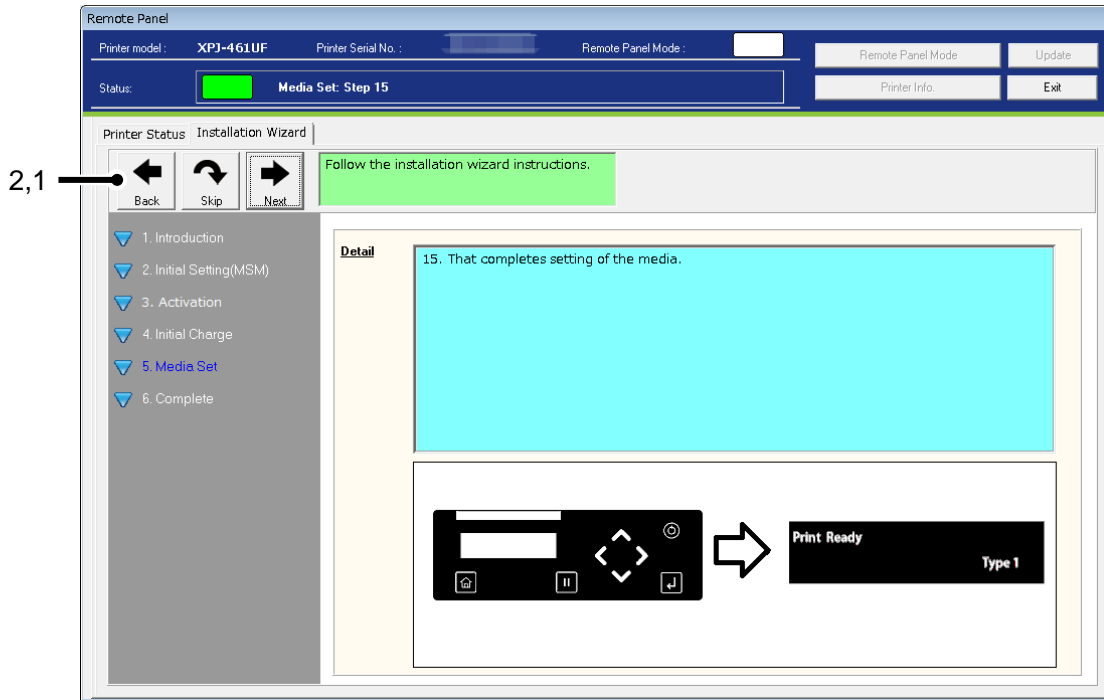 Remote Panel
Printer model : XPJ-461UF Printer Serial No. : Remote Panel Mode :
Remote Panel Mode Update
Status: Media Set: Step 15
Printer Info. Exit
Printer Status Installation Wizard
2,1
Back Skip Next
Follow the installation wizard instructions.
1. Introduction
2. Initial Setting(MSM)
3. Activation
4. Initial Charge
5. Media Set
6. Complete
Detail
15. That completes setting of the media.
Print Ready
Type 1